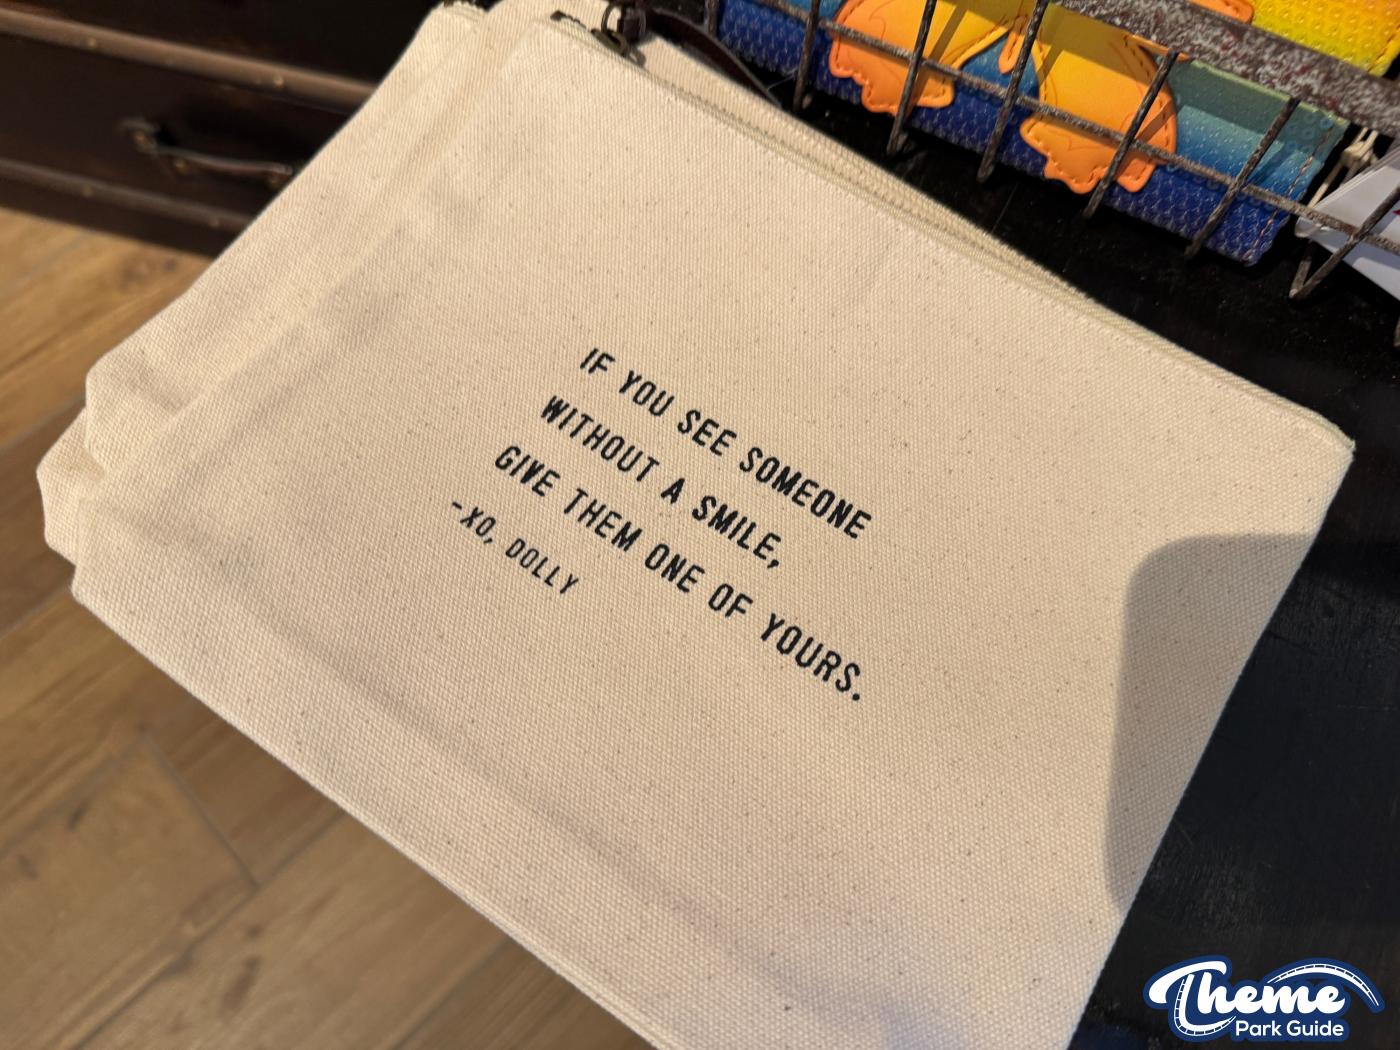 IF YOU SEE SOMEONE
WITHOUT A SMILE,
GIVE THEM ONE OF YOURS.
-XO, DOLLY
Theme
Park Guide